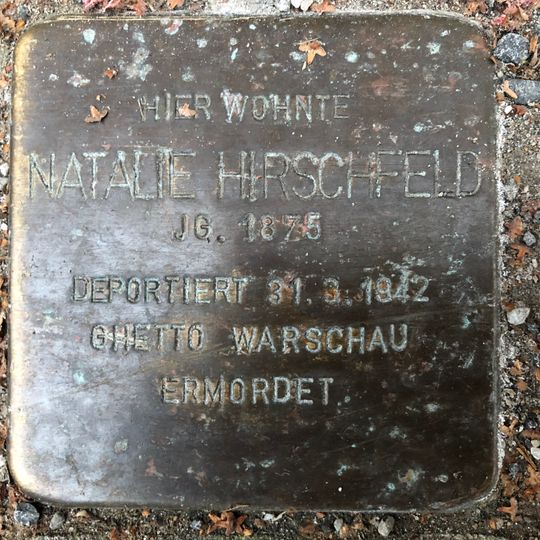 HIER WOHNTE
NATALIE HIRSCHFELD
JG. 1875
DEPORTIERT 31.3.1942
GHETTO WARSCHAU
ERMORDET